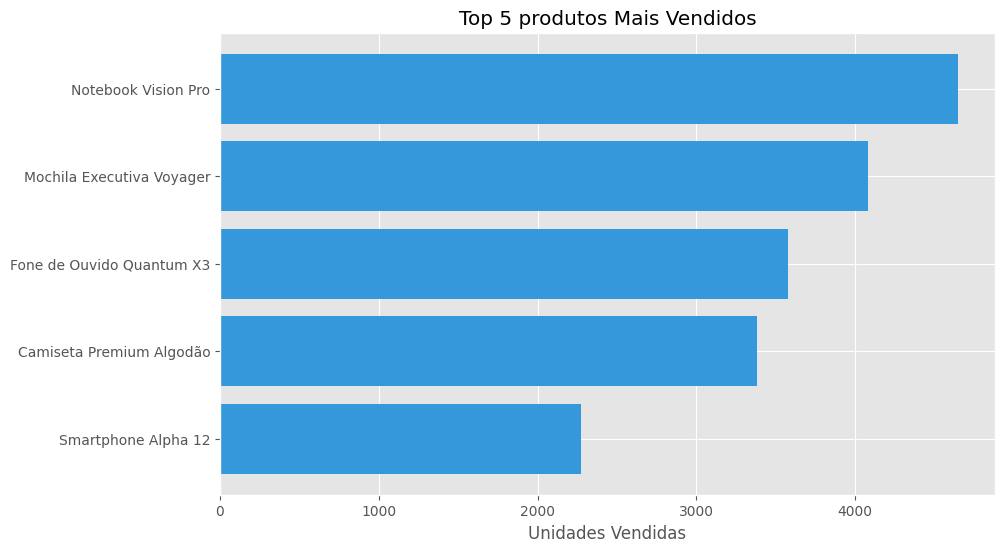 Top 5 produtos Mais Vendidos
Notebook Vision Pro
Mochila Executiva Voyager
Fone de Ouvido Quantum X3
Camiseta Premium Algodão
Smartphone Alpha 12
0 1000 2000 3000 4000
Unidades Vendidas